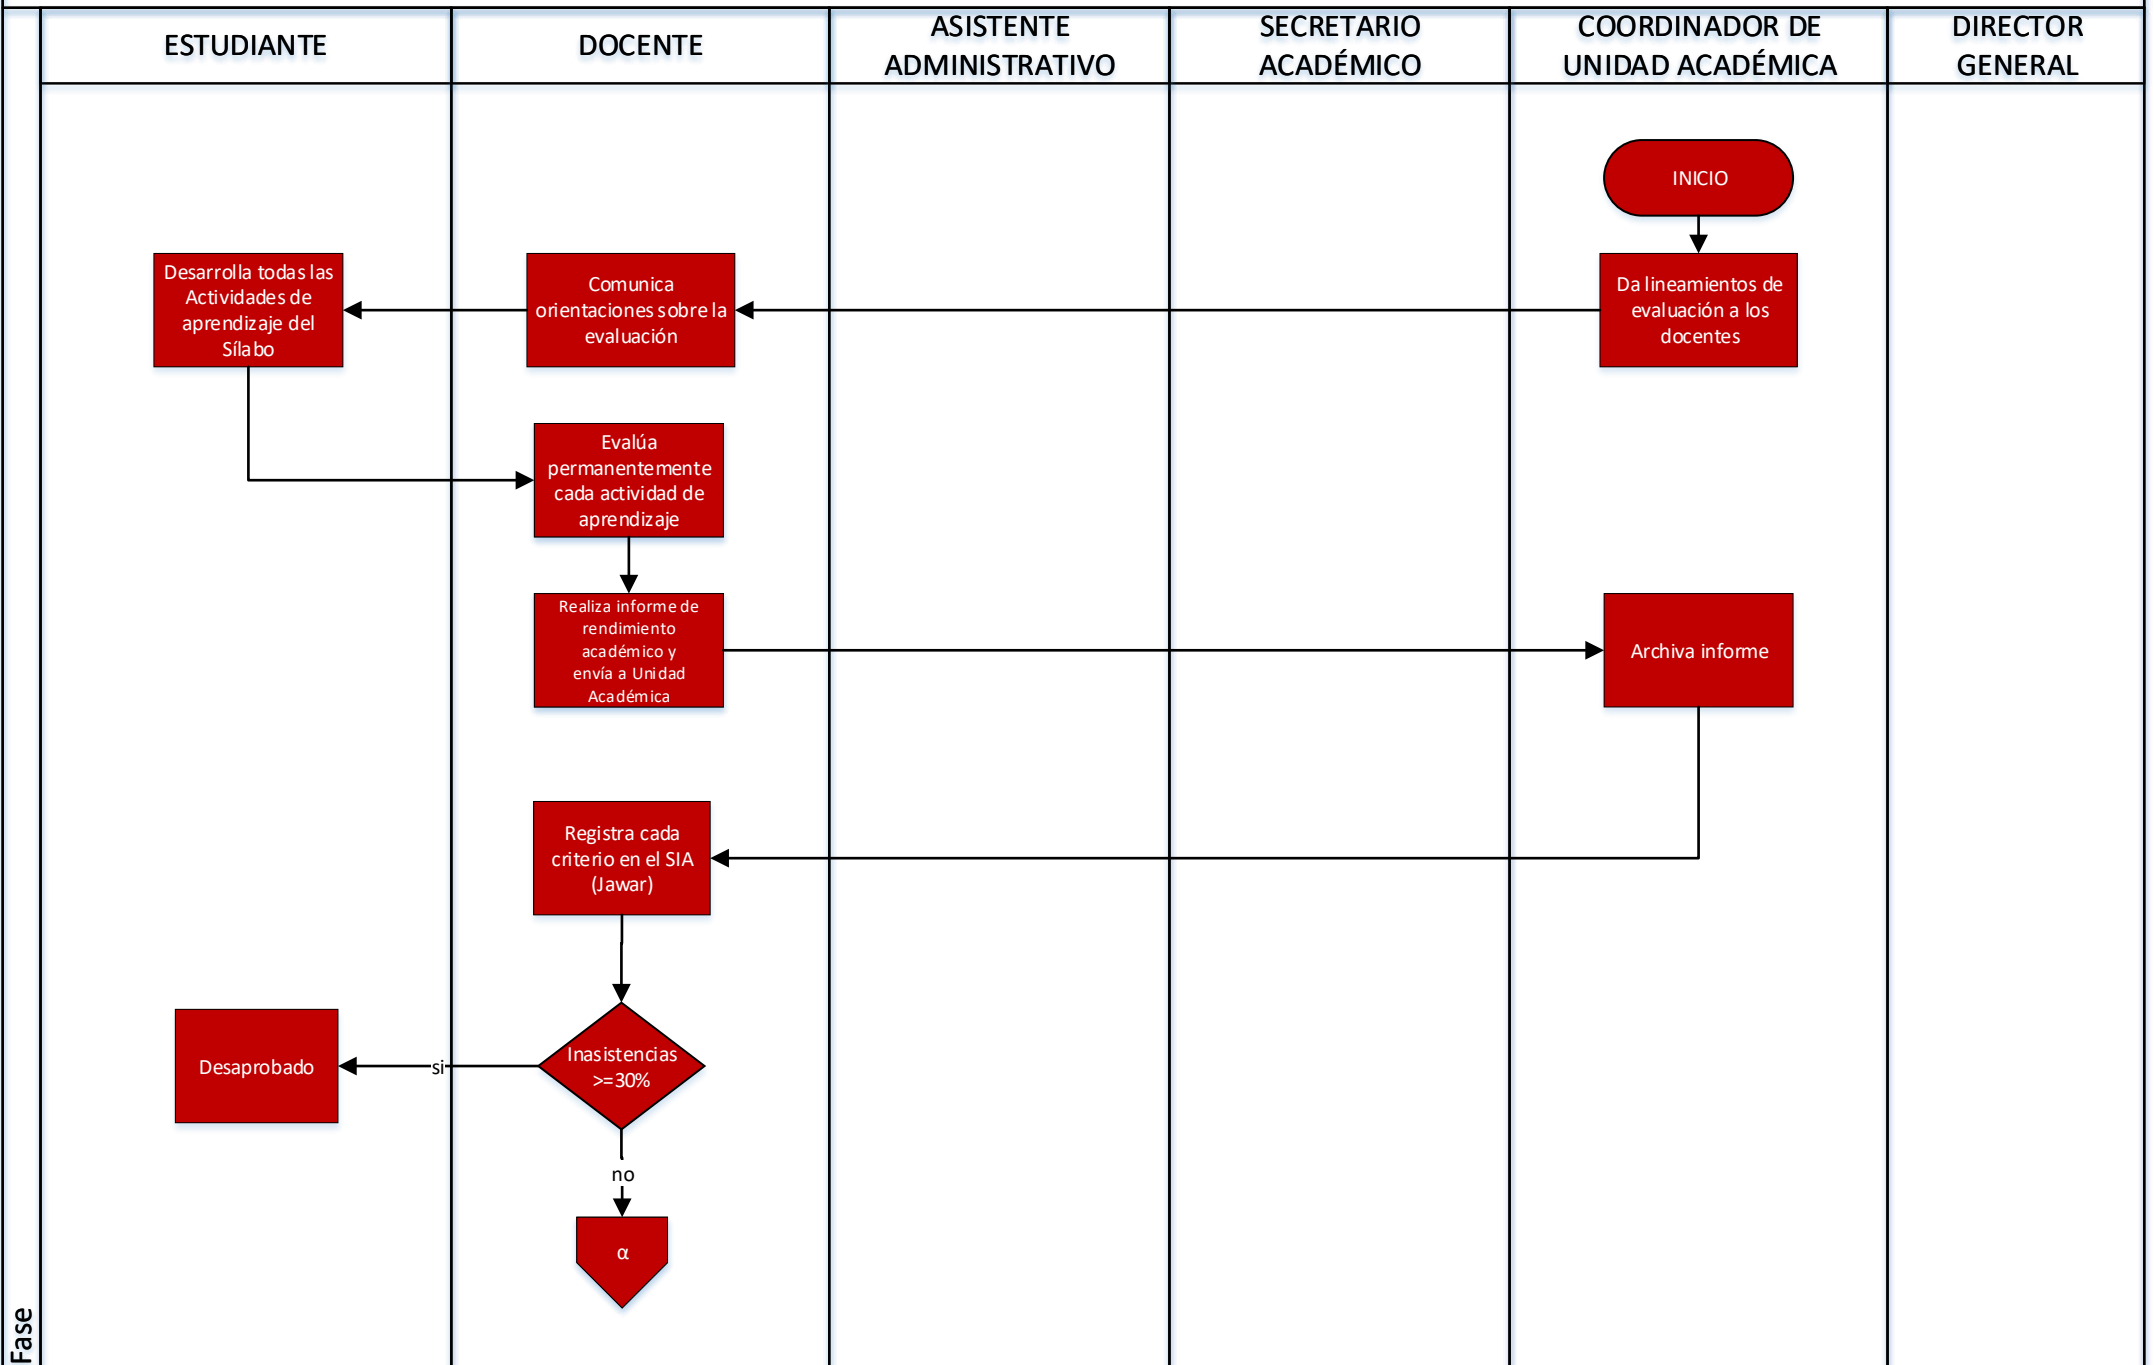 ESTUDIANTE
DOCENTE
ASISTENTE
ADMINISTRATIVO
SECRETARIO
ACADÉMICO
COORDINADOR DE
UNIDAD ACADÉMICA
DIRECTOR
GENERAL
INICIO
Desarrolla todas las
Actividades de
aprendizaje del
Sílabo
Comunica
orientaciones sobre la
evaluación
Da lineamientos de
evaluación a los
docentes
Evalúa
permanentemente
cada actividad de
aprendizaje
Realiza informe de
rendimiento
académico y
envía a Unidad
Académica
Archiva informe
Registra cada
criterio en el SIA
(Jawar)
Desaprobado
si
Inasistencias
>=30%
no
α
Fase